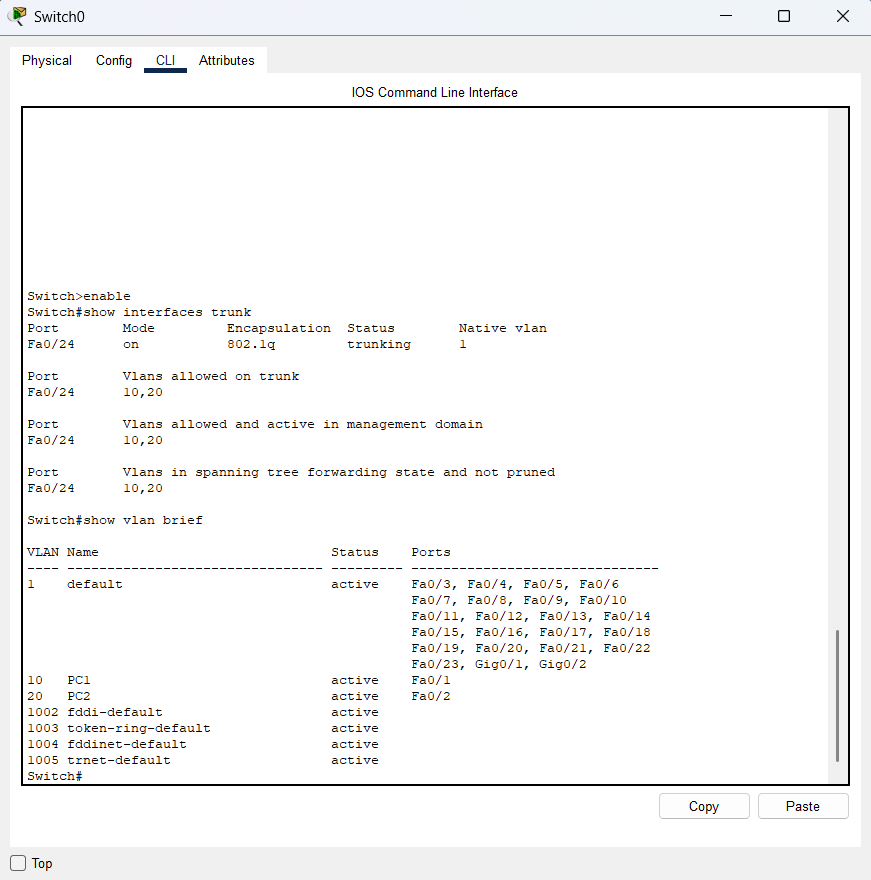 Switch0
Physical Config CLI Attributes
IOS Command Line Interface
Switch>enable
Switch#show interfaces trunk
Port        Mode         Encapsulation  Status        Native vlan
Fa0/24      on           802.1q         trunking      1
Port        Vlans allowed on trunk
Fa0/24      10,20
Port        Vlans allowed and active in management domain
Fa0/24      10,20
Port        Vlans in spanning tree forwarding state and not pruned
Fa0/24      10,20
Switch#show vlan brief
VLAN Name                             Status    Ports
---- -------------------------------- --------- -------------------------------
1    default                          active    Fa0/3, Fa0/4, Fa0/5, Fa0/6
                                                Fa0/7, Fa0/8, Fa0/9, Fa0/10
                                                Fa0/11, Fa0/12, Fa0/13, Fa0/14
                                                Fa0/15, Fa0/16, Fa0/17, Fa0/18
                                                Fa0/19, Fa0/20, Fa0/21, Fa0/22
                                                Fa0/23, Gig0/1, Gig0/2
10   PC1                              active    Fa0/1
20   PC2                              active    Fa0/2
1002 fddi-default                     active
1003 token-ring-default               active
1004 fddinet-default                  active
1005 trnet-default                    active
Switch#
Copy Paste
Top